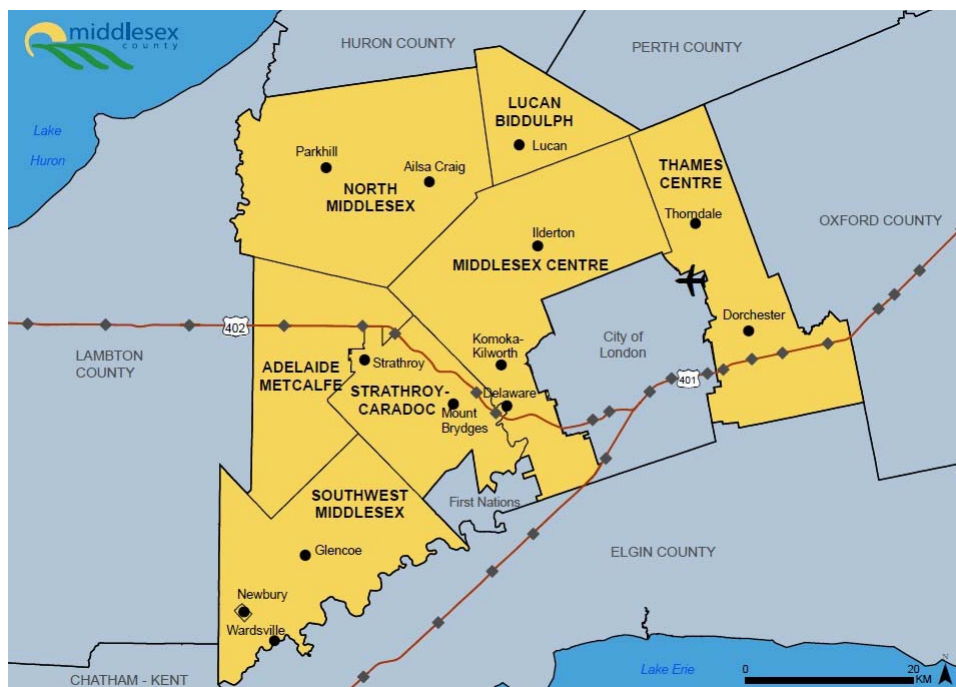 middlesex
county
HURON COUNTY
PERTH COUNTY
LUCAN
BIDDULPH
Lucan
Lake
Huron
Parkhill
Ailsa Craig
NORTH
MIDDLESEX
THAMES
CENTRE
Thorndale
OXFORD COUNTY
Ilderton
MIDDLESEX CENTRE
402
Dorchester
City of
London
LAMBTON
COUNTY
ADELAIDE
METCALFE
Strathroy
Komoka-
Kilworth
401
STRATHROY-
CARADOC
Delaware
Mount
Brydges
First Nations
SOUTHWEST
MIDDLESEX
Glencoe
ELGIN COUNTY
Newbury
Wardsville
CHATHAM - KENT
Lake Erie
0
20
KM
N